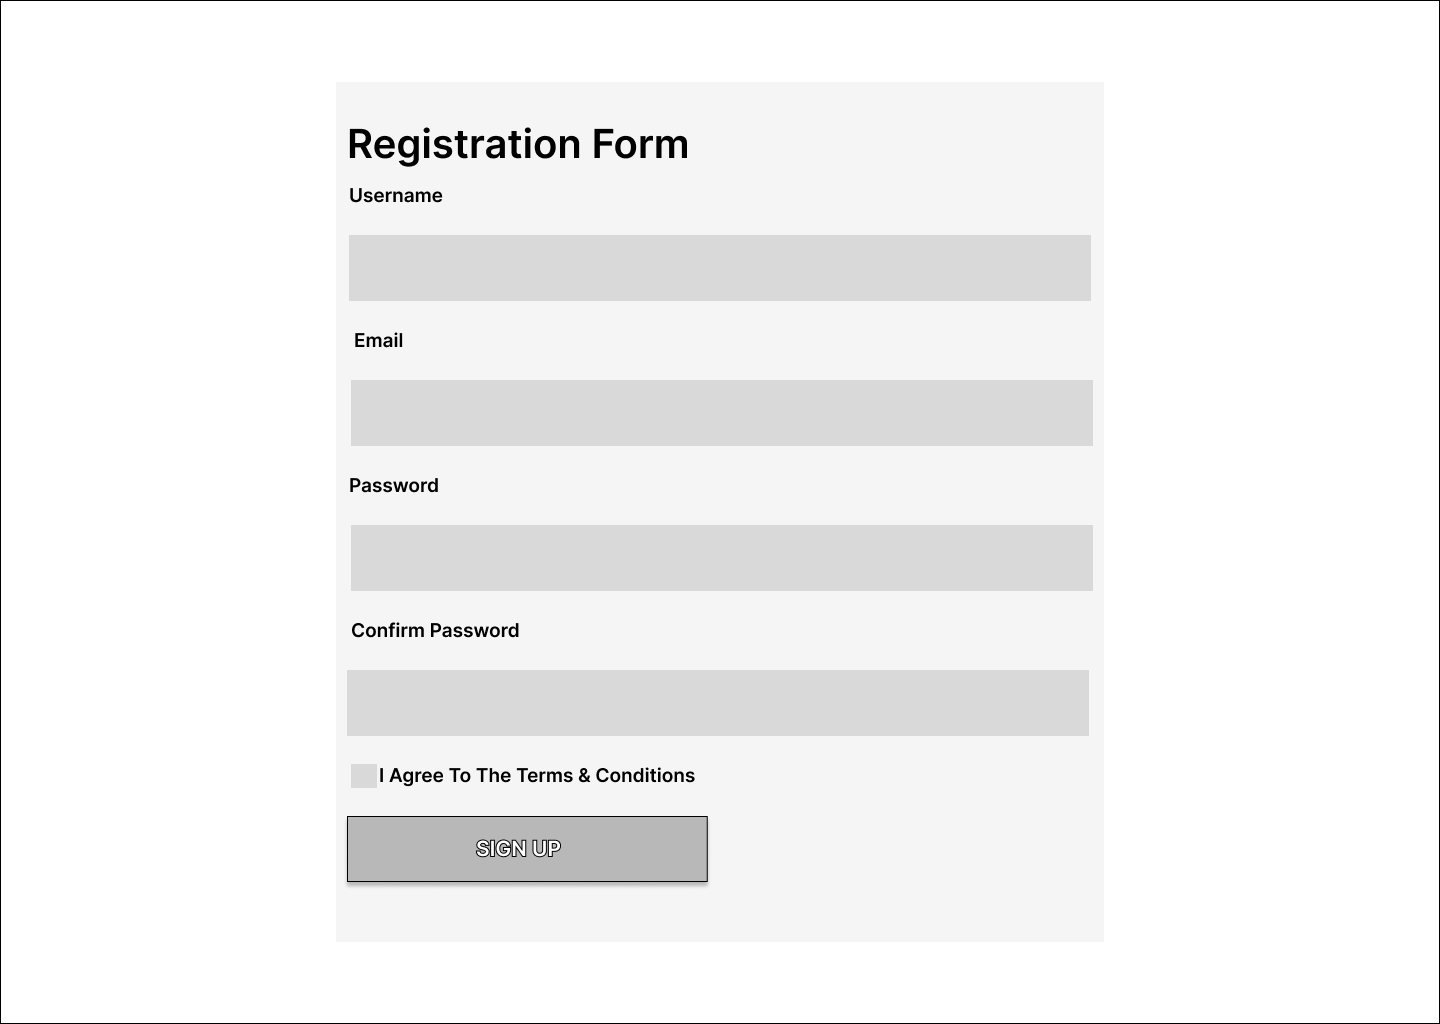 Registration Form
Username
Email
Password
Confirm Password
I Agree To The Terms & Conditions
SIGN UP